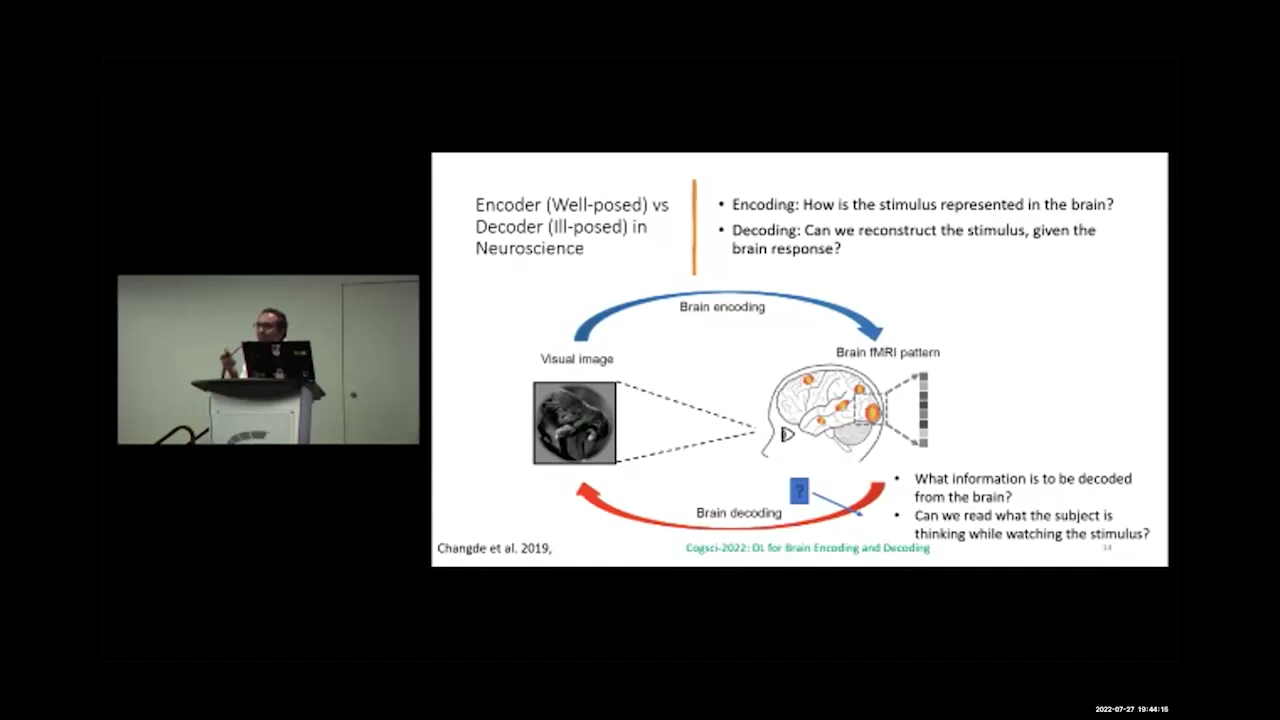 Encoder (Well-posed) vs
Decoder (Ill-posed) in
Neuroscience
• Encoding: How is the stimulus represented in the brain?
• Decoding: Can we reconstruct the stimulus, given the
brain response?
Brain encoding
Visual image
Brain fMRI pattern
?
Brain decoding
• What information is to be decoded
from the brain?
• Can we read what the subject is
thinking while watching the stimulus?
Changde et al. 2019,
Cogsci-2022: DL for Brain Encoding and Decoding
14
2022-07-27 19:44:15